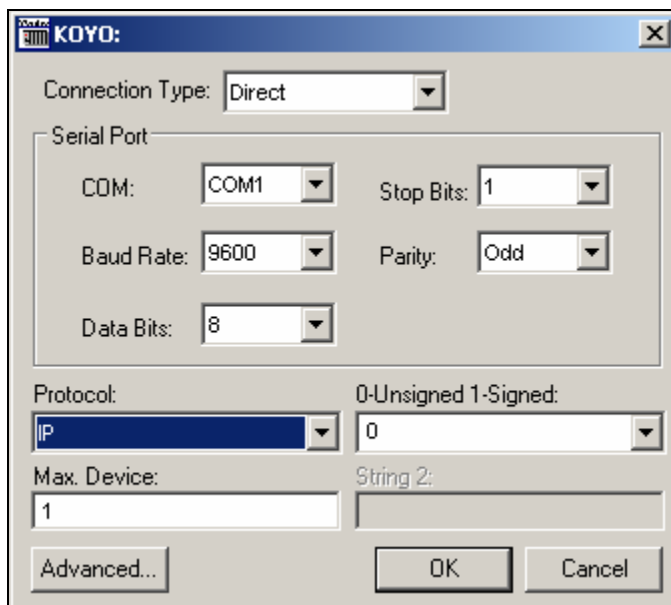 KOYO:
Connection Type: Direct
Serial Port
COM: COM1 Stop Bits: 1
Baud Rate: 9600 Parity: Odd
Data Bits: 8
Protocol: 0-Unsigned 1-Signed:
IP 0
Max. Device: String 2:
1
Advanced... OK Cancel